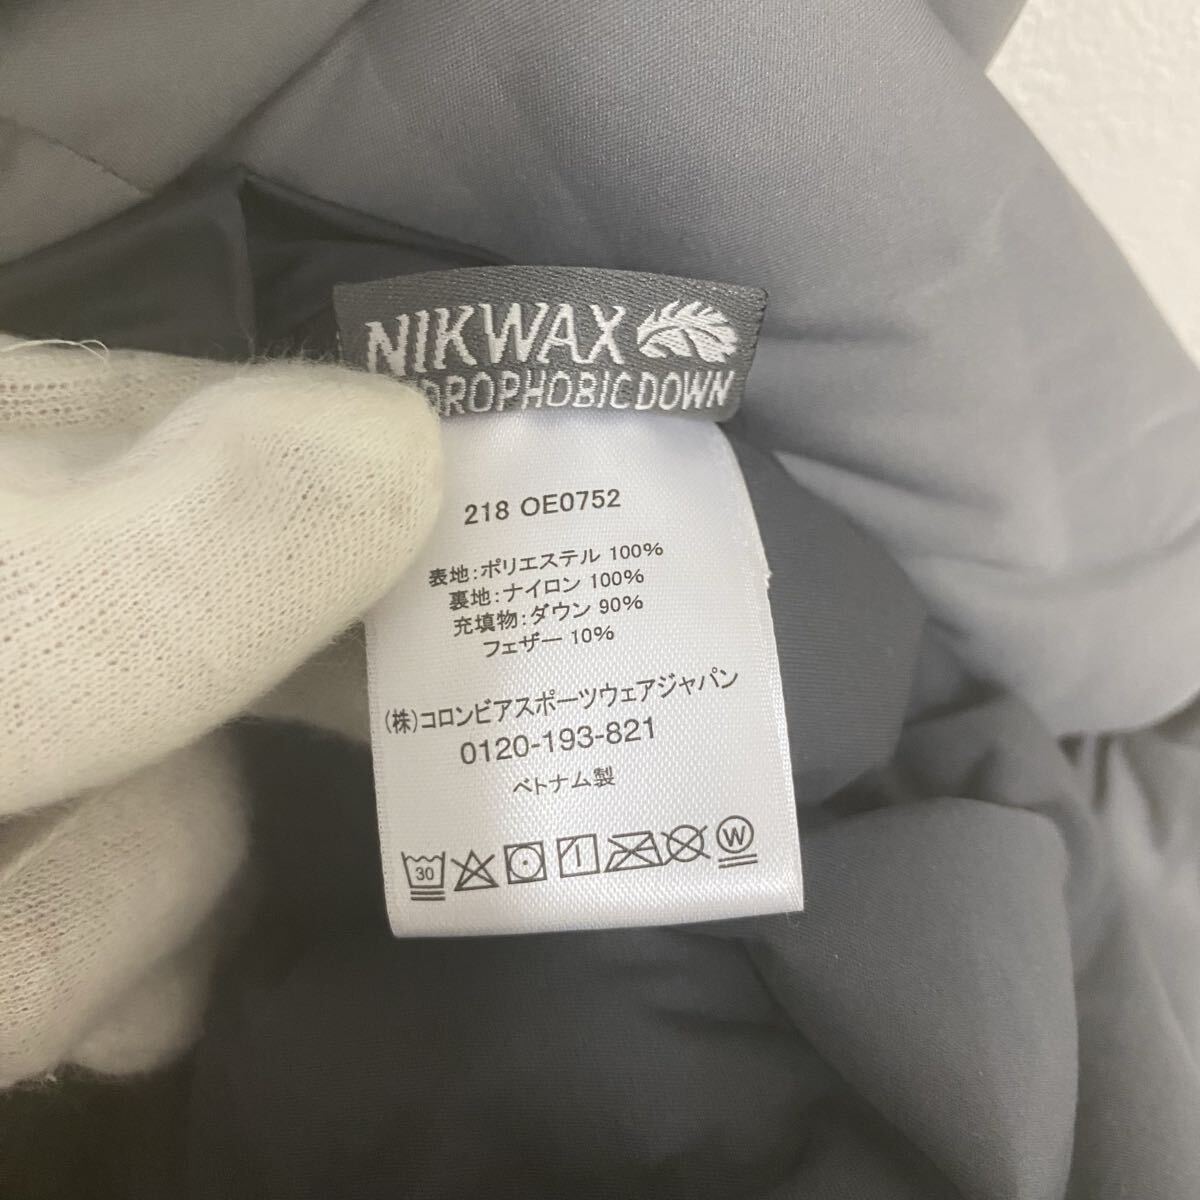 NIKWAX
DROPHOBIC DOWN
218 OE0752
表地:ポリエステル 100%
裏地:ナイロン 100%
充填物:ダウン 90%
フェザー 10%
(株)コロンビアスポーツウェアジャパン
0120-193-821
ベトナム製
30 W